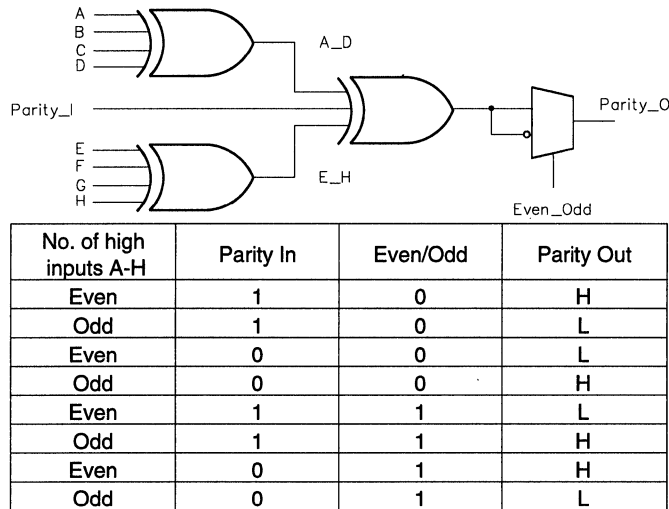 A
B
C
D
A_D
Parity_I
Parity_O
E
F
G
H
E_H
Even_Odd
No. of high inputs A-H Parity In Even/Odd Parity Out
Even 1 0 H
Odd 1 0 L
Even 0 0 L
Odd 0 0 H
Even 1 1 L
Odd 1 1 H
Even 0 1 H
Odd 0 1 L